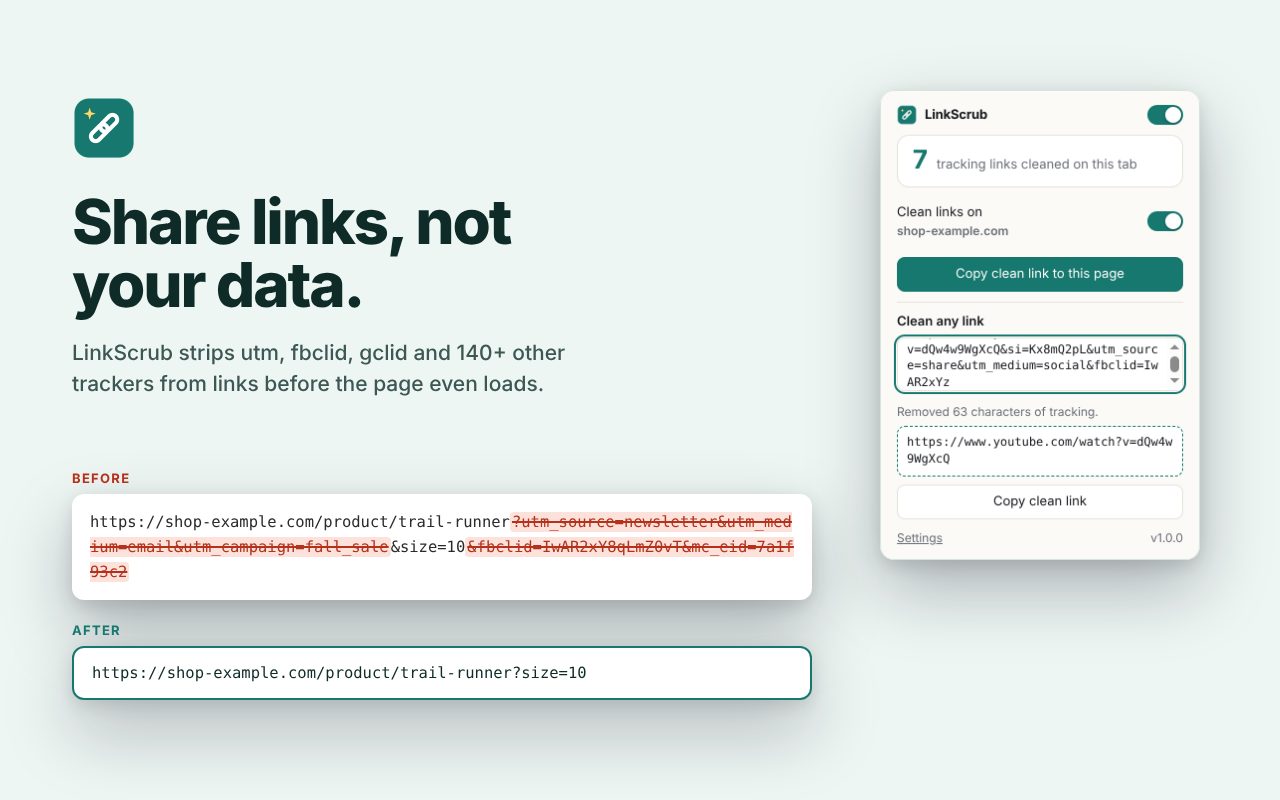 Share links, not
your data.
LinkScrub strips utm, fbclid, gclid and 140+ other
trackers from links before the page even loads.
BEFORE
https://shop-example.com/product/trail-runner?utm_source=newsletter&utm_med
ium=email&utm_campaign=fall_sale&size=10&fbclid=IwAR2xY8qLmZ0vT&mc_eid=7a1f
93c2
AFTER
https://shop-example.com/product/trail-runner?size=10
LinkScrub
7 tracking links cleaned on this tab
Clean links on
shop-example.com
Copy clean link to this page
Clean any link
v=dQw4w9WgXcQ&si=Kx8mQ2pL&utm_sourc
e=share&utm_medium=social&fbclid=Iw
AR2xYz
Removed 63 characters of tracking.
https://www.youtube.com/watch?v=dQw4w
9WgXcQ
Copy clean link
Settings
v1.0.0